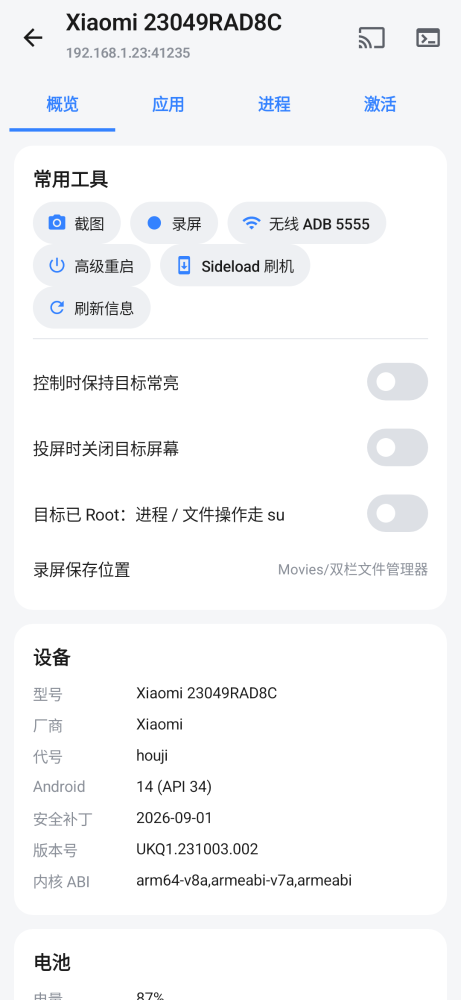 Xiaomi 23049RAD8C
192.168.1.23:41235
概览 应用 进程 激活
常用工具
截图 录屏 无线 ADB 5555
高级重启 Sideload 刷机
刷新信息
控制时保持目标常亮
投屏时关闭目标屏幕
目标已 Root：进程 / 文件操作走 su
录屏保存位置 Movies/双栏文件管理器
设备
型号 Xiaomi 23049RAD8C
厂商 Xiaomi
代号 houji
Android 14 (API 34)
安全补丁 2026-09-01
版本号 UKQ1.231003.002
内核 ABI arm64-v8a,armeabi-v7a,armeabi
电池
电量 87%